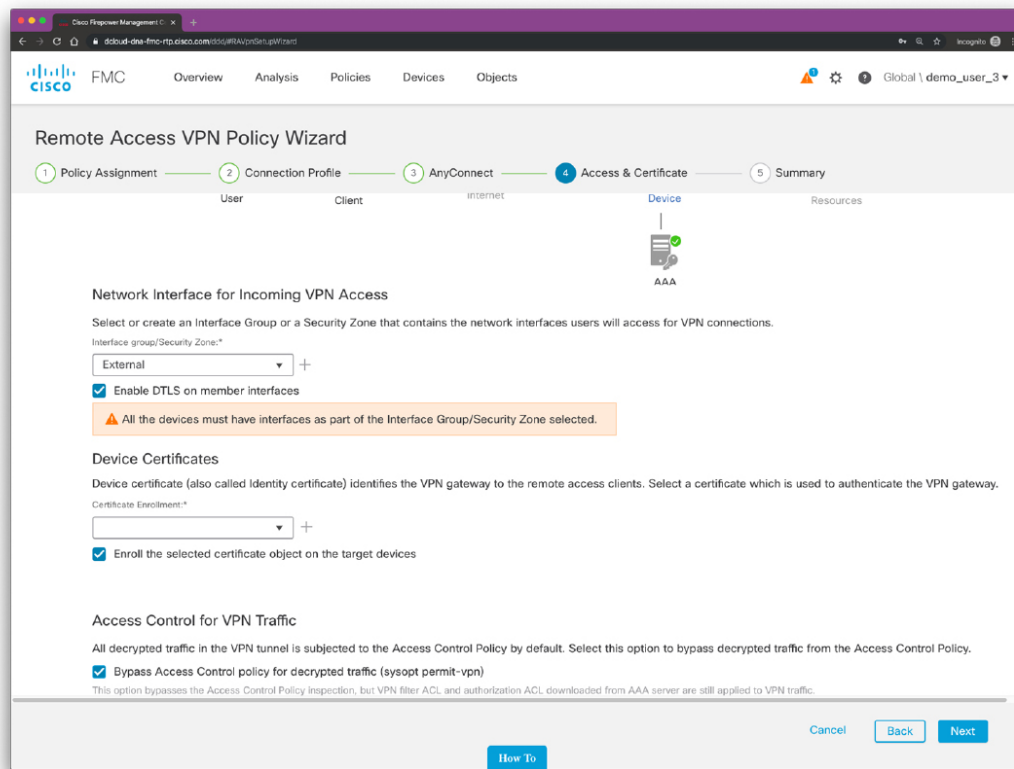 Cisco Firepower Management C
dcloud-dna-fmc-rtp.cisco.com/ddd/#RAVpnSetupWizard
Incognito
CISCO
FMC
Overview
Analysis
Policies
Devices
Objects
1
Global \ demo_user_3
Remote Access VPN Policy Wizard
1 Policy Assignment
2 Connection Profile
3 AnyConnect
4 Access & Certificate
5 Summary
User
Client
Internet
Device
Resources
AAA
Network Interface for Incoming VPN Access
Select or create an Interface Group or a Security Zone that contains the network interfaces users will access for VPN connections.
Interface group/Security Zone:*
External
Enable DTLS on member interfaces
All the devices must have interfaces as part of the Interface Group/Security Zone selected.
Device Certificates
Device certificate (also called Identity certificate) identifies the VPN gateway to the remote access clients. Select a certificate which is used to authenticate the VPN gateway.
Certificate Enrollment:*
Enroll the selected certificate object on the target devices
Access Control for VPN Traffic
All decrypted traffic in the VPN tunnel is subjected to the Access Control Policy by default. Select this option to bypass decrypted traffic from the Access Control Policy.
Bypass Access Control policy for decrypted traffic (sysopt permit-vpn)
This option bypasses the Access Control Policy inspection, but VPN filter ACL and authorization ACL downloaded from AAA server are still applied to VPN traffic.
Cancel
Back
Next
How To